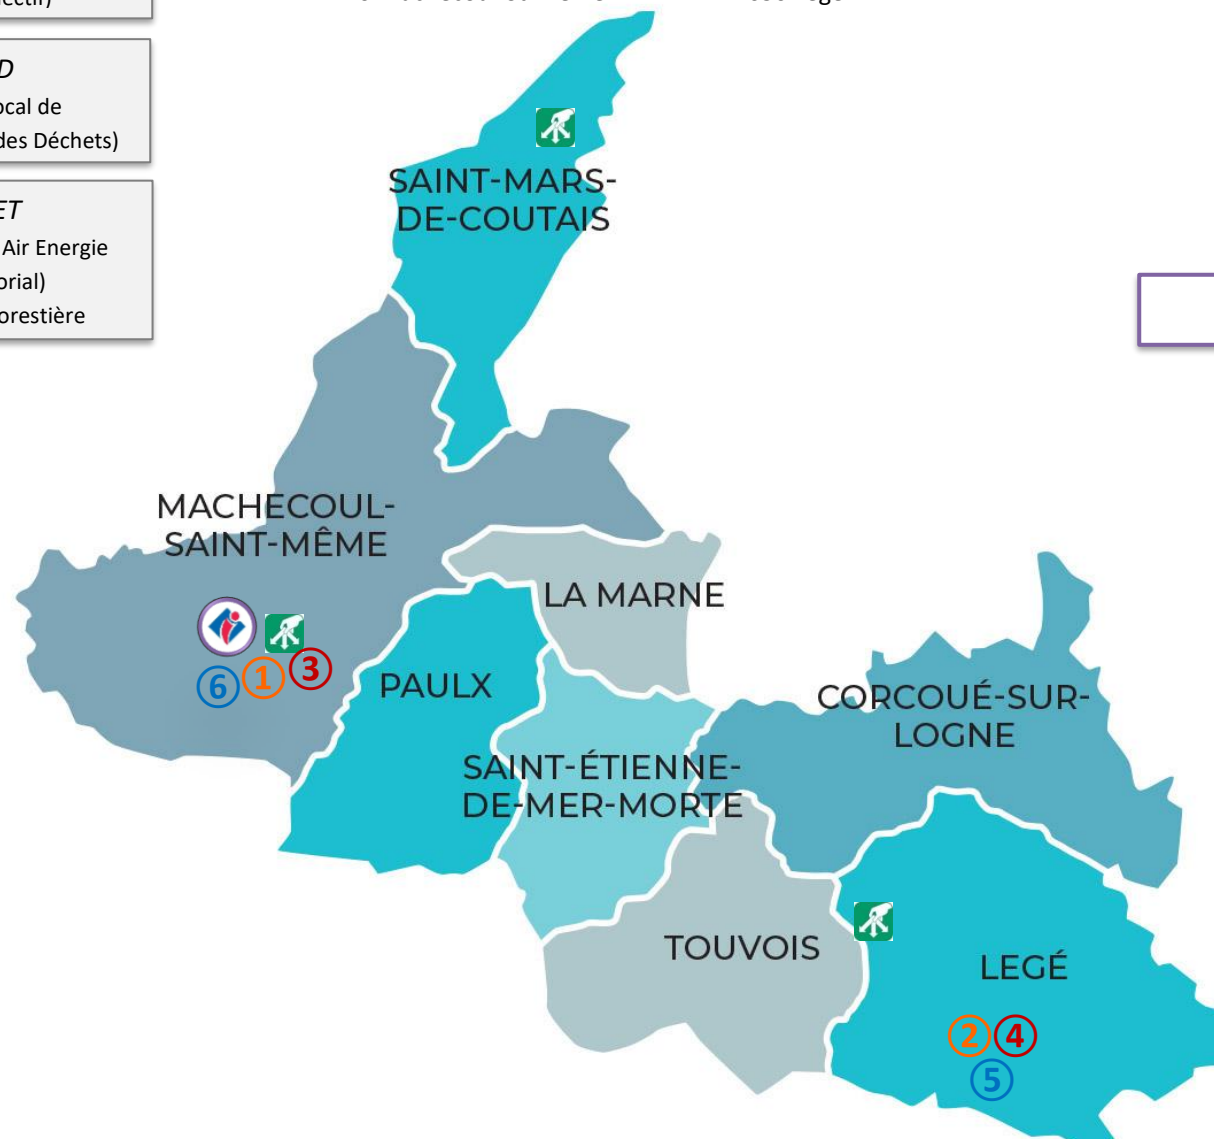 D
ocal de
des Déchets)
ET
Air Energie
orial)
orestière
SAINT-MARS-
DE-COUTAIS
MACHECOUL-
SAINT-MÊME
LA MARNE
6 1 3
PAULX
CORCOUÉ-SUR-
LOGNE
SAINT-ÉTIENNE-
DE-MER-MORTE
TOUVOIS
LEGÉ
2 4
5